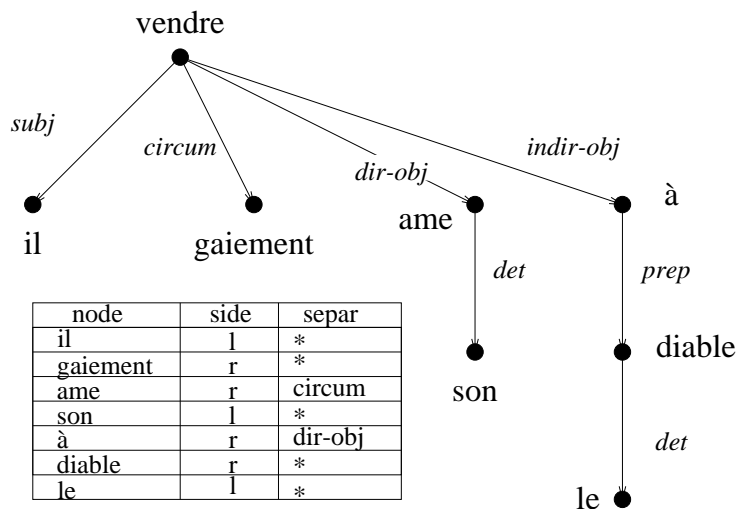 vendre
subj
circum
dir-obj
indir-obj
il
gaiement
ame
à
det
prep
son
diable
det
le
node side separ
il l *
gaiement r *
ame r circum
son l *
à r dir-obj
diable r *
le l *